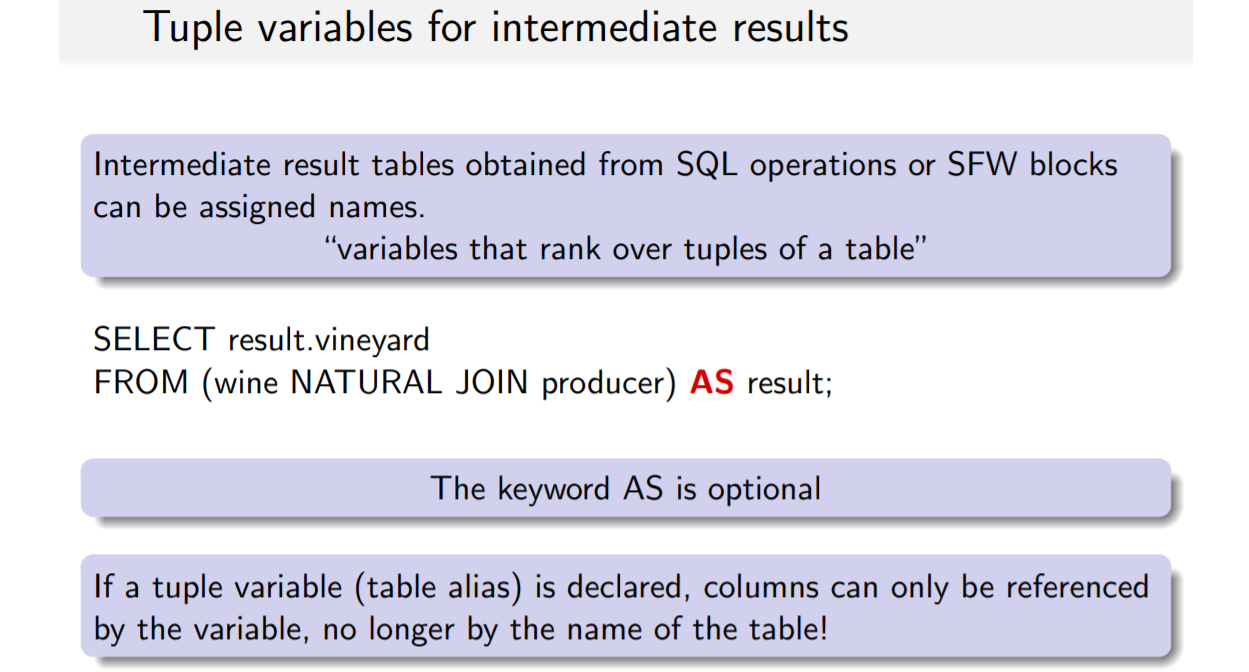 Tuple variables for intermediate results
Intermediate result tables obtained from SQL operations or SFW blocks
can be assigned names.
“variables that rank over tuples of a table”
SELECT result.vineyard
FROM (wine NATURAL JOIN producer) AS result;
The keyword AS is optional
If a tuple variable (table alias) is declared, columns can only be referenced
by the variable, no longer by the name of the table!